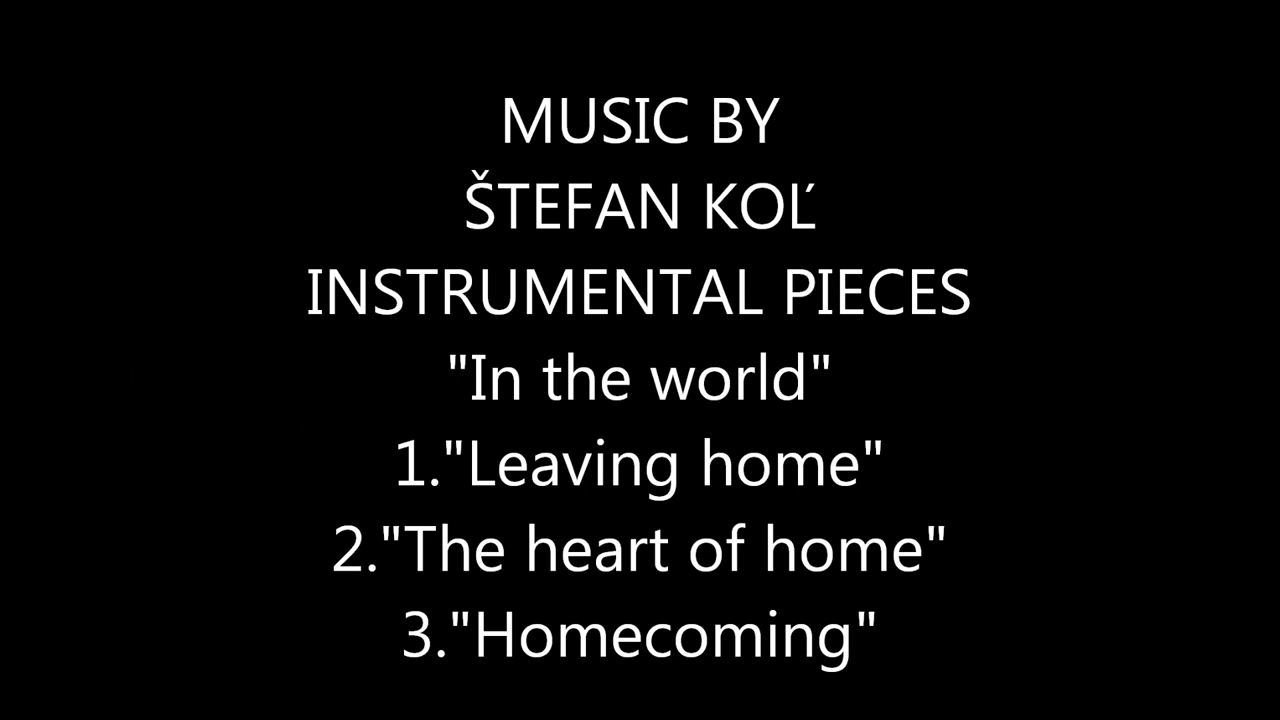 MUSIC BY
ŠTEFAN KOĽ
INSTRUMENTAL PIECES
"In the world"
1."Leaving home"
2."The heart of home"
3."Homecoming"